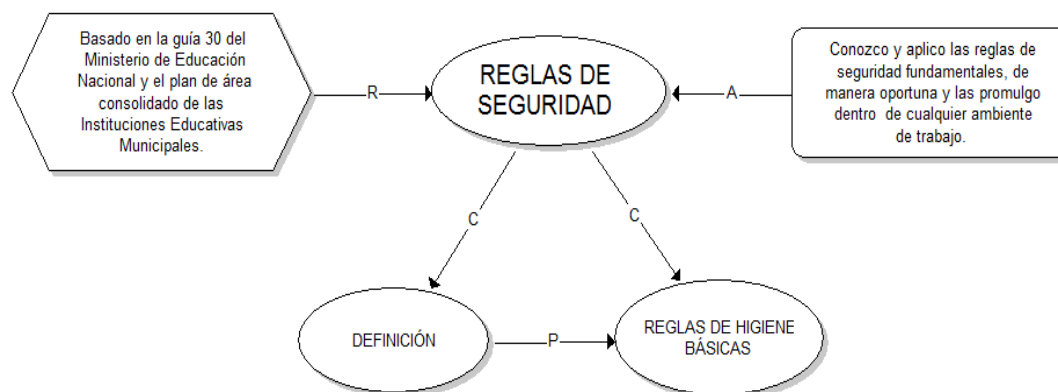 Basado en la guía 30 del
Ministerio de Educación
Nacional y el plan de área
consolidado de las
Instituciones Educativas
Municipales.
R
REGLAS DE
SEGURIDAD
A
Conozco y aplico las reglas de
seguridad fundamentales, de
manera oportuna y las promulgo
dentro de cualquier ambiente
de trabajo.
C
C
DEFINICIÓN
P
REGLAS DE HIGIENE
BÁSICAS